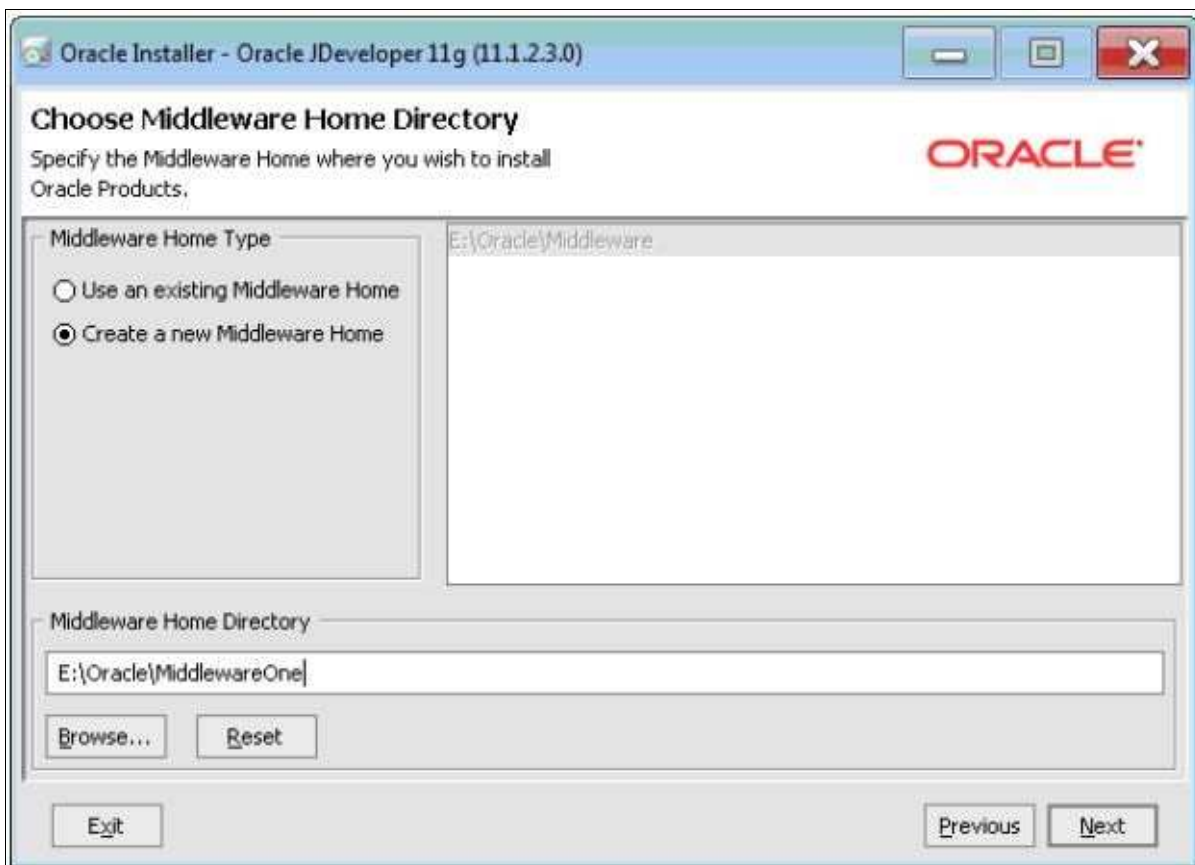 Oracle Installer - Oracle JDeveloper 11g (11.1.2.3.0)
Choose Middleware Home Directory
Specify the Middleware Home where you wish to install
Oracle Products.
ORACLE
Middleware Home Type
Use an existing Middleware Home
Create a new Middleware Home
E:\Oracle\Middleware
Middleware Home Directory
E:\Oracle\MiddlewareOne
Browse...
Reset
Exit
Previous
Next